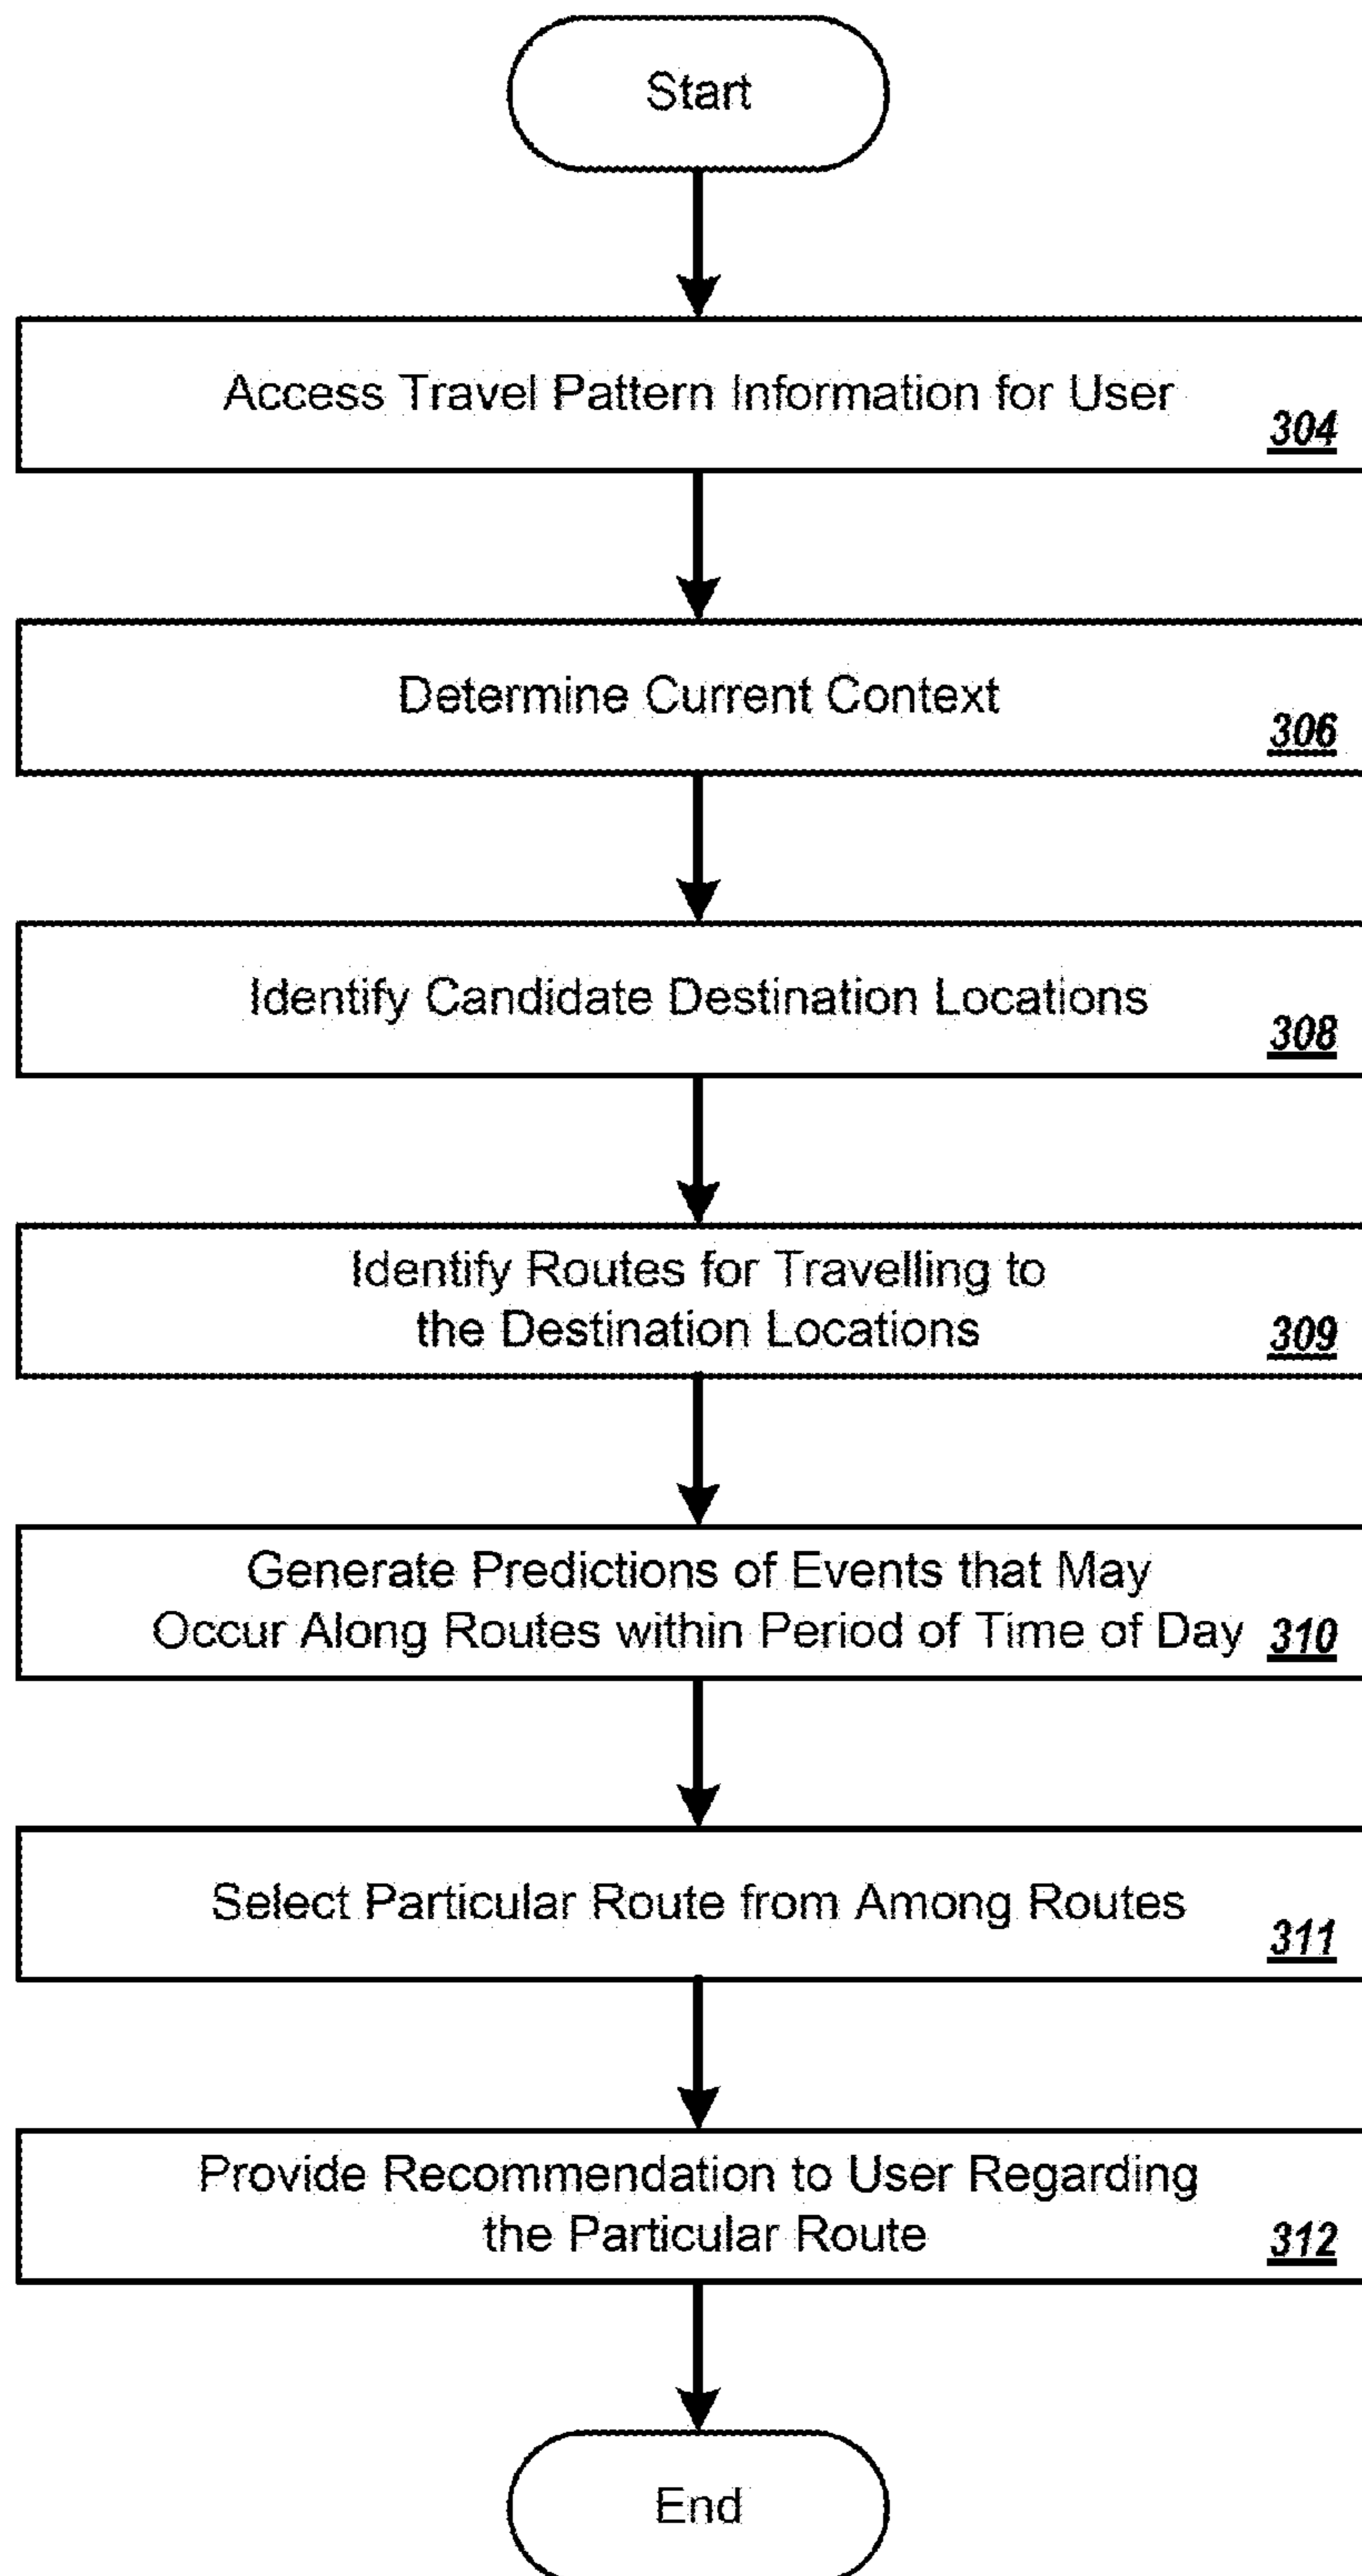 Start
Access Travel Pattern Information for User
304
Determine Current Context
306
Identify Candidate Destination Locations
308
Identify Routes for Travelling to
the Destination Locations
309
Generate Predictions of Events that May
Occur Along Routes within Period of Time of Day 310
Select Particular Route from Among Routes
311
Provide Recommendation to User Regarding
the Particular Route
312
End